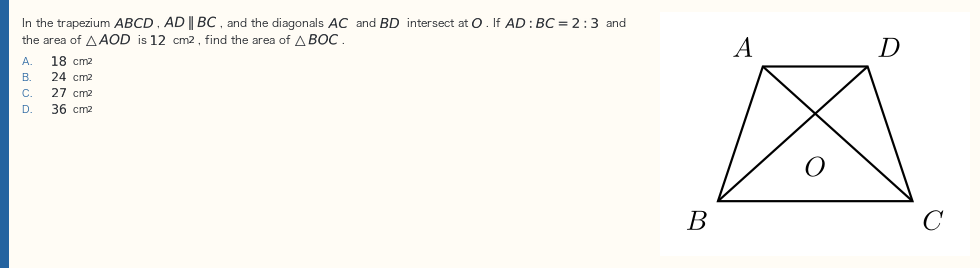 In the trapezium ABCD , AD ∥ BC , and the diagonals AC and BD intersect at O . If AD : BC = 2 : 3 and
the area of △AOD is 12 cm2 , find the area of △BOC .
A. 18 cm2
B. 24 cm2
C. 27 cm2
D. 36 cm2
A D
O
B C